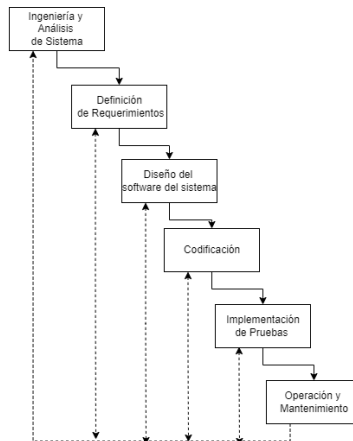 Ingeniería y
Análisis
de Sistema
Definición
de Requerimientos
Diseño del
software del sistema
Codificación
Implementación
de Pruebas
Operación y
Mantenimiento